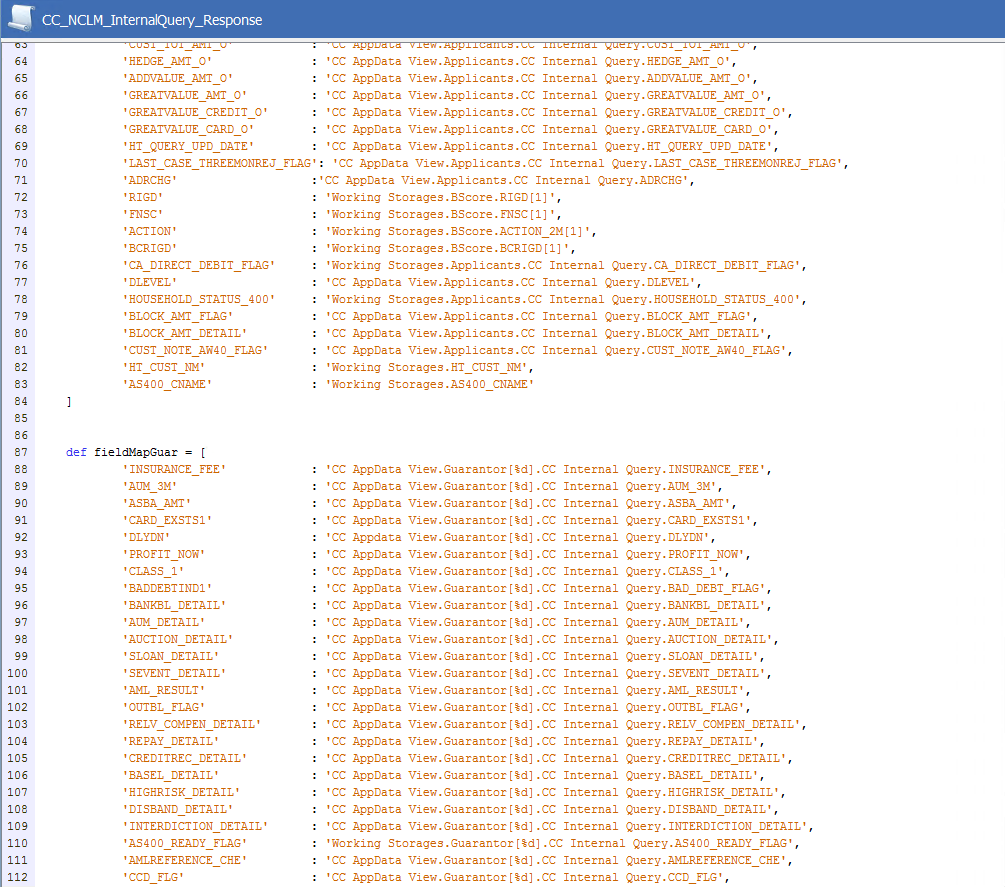 CC_NCLM_InternalQuery_Response
63 'CUST_TOT_AMT_O' : 'CC AppData View.Applicants.CC Internal Query.CUST_TOT_AMT_O',
64 'HEDGE_AMT_O' : 'CC AppData View.Applicants.CC Internal Query.HEDGE_AMT_O',
65 'ADDVALUE_AMT_O' : 'CC AppData View.Applicants.CC Internal Query.ADDVALUE_AMT_O',
66 'GREATVALUE_AMT_O' : 'CC AppData View.Applicants.CC Internal Query.GREATVALUE_AMT_O',
67 'GREATVALUE_CREDIT_O' : 'CC AppData View.Applicants.CC Internal Query.GREATVALUE_CREDIT_O',
68 'GREATVALUE_CARD_O' : 'CC AppData View.Applicants.CC Internal Query.GREATVALUE_CARD_O',
69 'HT_QUERY_UPD_DATE' : 'CC AppData View.Applicants.CC Internal Query.HT_QUERY_UPD_DATE',
70 'LAST_CASE_THREEMONREJ_FLAG': 'CC AppData View.Applicants.CC Internal Query.LAST_CASE_THREEMONREJ_FLAG',
71 'ADRCHG' :'CC AppData View.Applicants.CC Internal Query.ADRCHG',
72 'RIGD' : 'Working Storages.BScore.RIGD[1]',
73 'FNSC' : 'Working Storages.BScore.FNSC[1]',
74 'ACTION' : 'Working Storages.BScore.ACTION_2M[1]',
75 'BCRIGD' : 'Working Storages.BScore.BCRIGD[1]',
76 'CA_DIRECT_DEBIT_FLAG' : 'Working Storages.Applicants.CC Internal Query.CA_DIRECT_DEBIT_FLAG',
77 'DLEVEL' : 'CC AppData View.Applicants.CC Internal Query.DLEVEL',
78 'HOUSEHOLD_STATUS_400' : 'Working Storages.Applicants.CC Internal Query.HOUSEHOLD_STATUS_400',
79 'BLOCK_AMT_FLAG' : 'CC AppData View.Applicants.CC Internal Query.BLOCK_AMT_FLAG',
80 'BLOCK_AMT_DETAIL' : 'CC AppData View.Applicants.CC Internal Query.BLOCK_AMT_DETAIL',
81 'CUST_NOTE_AW40_FLAG' : 'CC AppData View.Applicants.CC Internal Query.CUST_NOTE_AW40_FLAG',
82 'HT_CUST_NM' : 'Working Storages.HT_CUST_NM',
83 'AS400_CNAME' : 'Working Storages.AS400_CNAME'
84 ]
85
86
87 def fieldMapGuar = [
88 'INSURANCE_FEE' : 'CC AppData View.Guarantor[%d].CC Internal Query.INSURANCE_FEE',
89 'AUM_3M' : 'CC AppData View.Guarantor[%d].CC Internal Query.AUM_3M',
90 'ASBA_AMT' : 'CC AppData View.Guarantor[%d].CC Internal Query.ASBA_AMT',
91 'CARD_EXSTS1' : 'CC AppData View.Guarantor[%d].CC Internal Query.CARD_EXSTS1',
92 'DLYDN' : 'CC AppData View.Guarantor[%d].CC Internal Query.DLYDN',
93 'PROFIT_NOW' : 'CC AppData View.Guarantor[%d].CC Internal Query.PROFIT_NOW',
94 'CLASS_1' : 'CC AppData View.Guarantor[%d].CC Internal Query.CLASS_1',
95 'BADDEBTIND1' : 'CC AppData View.Guarantor[%d].CC Internal Query.BAD_DEBT_FLAG',
96 'BANKBL_DETAIL' : 'CC AppData View.Guarantor[%d].CC Internal Query.BANKBL_DETAIL',
97 'AUM_DETAIL' : 'CC AppData View.Guarantor[%d].CC Internal Query.AUM_DETAIL',
98 'AUCTION_DETAIL' : 'CC AppData View.Guarantor[%d].CC Internal Query.AUCTION_DETAIL',
99 'SLOAN_DETAIL' : 'CC AppData View.Guarantor[%d].CC Internal Query.SLOAN_DETAIL',
100 'SEVENT_DETAIL' : 'CC AppData View.Guarantor[%d].CC Internal Query.SEVENT_DETAIL',
101 'AML_RESULT' : 'CC AppData View.Guarantor[%d].CC Internal Query.AML_RESULT',
102 'OUTBL_FLAG' : 'CC AppData View.Guarantor[%d].CC Internal Query.OUTBL_FLAG',
103 'RELV_COMPEN_DETAIL' : 'CC AppData View.Guarantor[%d].CC Internal Query.RELV_COMPEN_DETAIL',
104 'REPAY_DETAIL' : 'CC AppData View.Guarantor[%d].CC Internal Query.REPAY_DETAIL',
105 'CREDITREC_DETAIL' : 'CC AppData View.Guarantor[%d].CC Internal Query.CREDITREC_DETAIL',
106 'BASEL_DETAIL' : 'CC AppData View.Guarantor[%d].CC Internal Query.BASEL_DETAIL',
107 'HIGHRISK_DETAIL' : 'CC AppData View.Guarantor[%d].CC Internal Query.HIGHRISK_DETAIL',
108 'DISBAND_DETAIL' : 'CC AppData View.Guarantor[%d].CC Internal Query.DISBAND_DETAIL',
109 'INTERDICTION_DETAIL' : 'CC AppData View.Guarantor[%d].CC Internal Query.INTERDICTION_DETAIL',
110 'AS400_READY_FLAG' : 'Working Storages.Guarantor[%d].CC Internal Query.AS400_READY_FLAG',
111 'AMLREFERENCE_CHE' : 'CC AppData View.Guarantor[%d].CC Internal Query.AMLREFERENCE_CHE',
112 'CCD_FLG' : 'CC AppData View.Guarantor[%d].CC Internal Query.CCD_FLG',